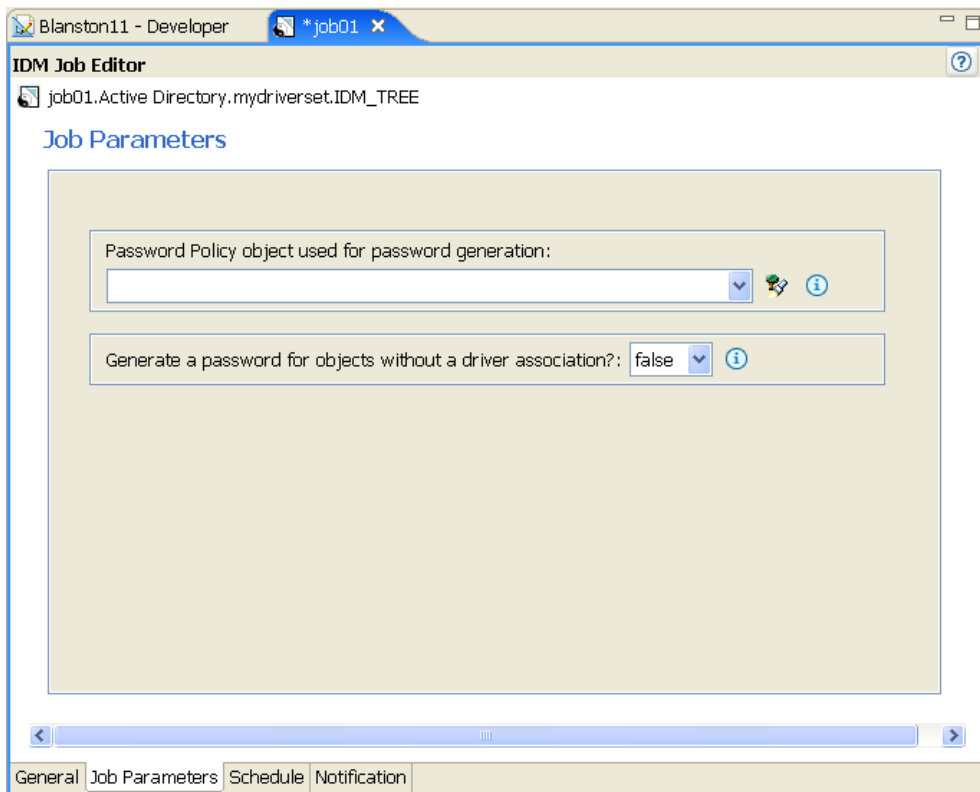 Blanston11 - Developer
*job01
IDM Job Editor
job01.Active Directory.mydriverset.IDM_TREE
Job Parameters
Password Policy object used for password generation:
Generate a password for objects without a driver association?: false
General Job Parameters Schedule Notification